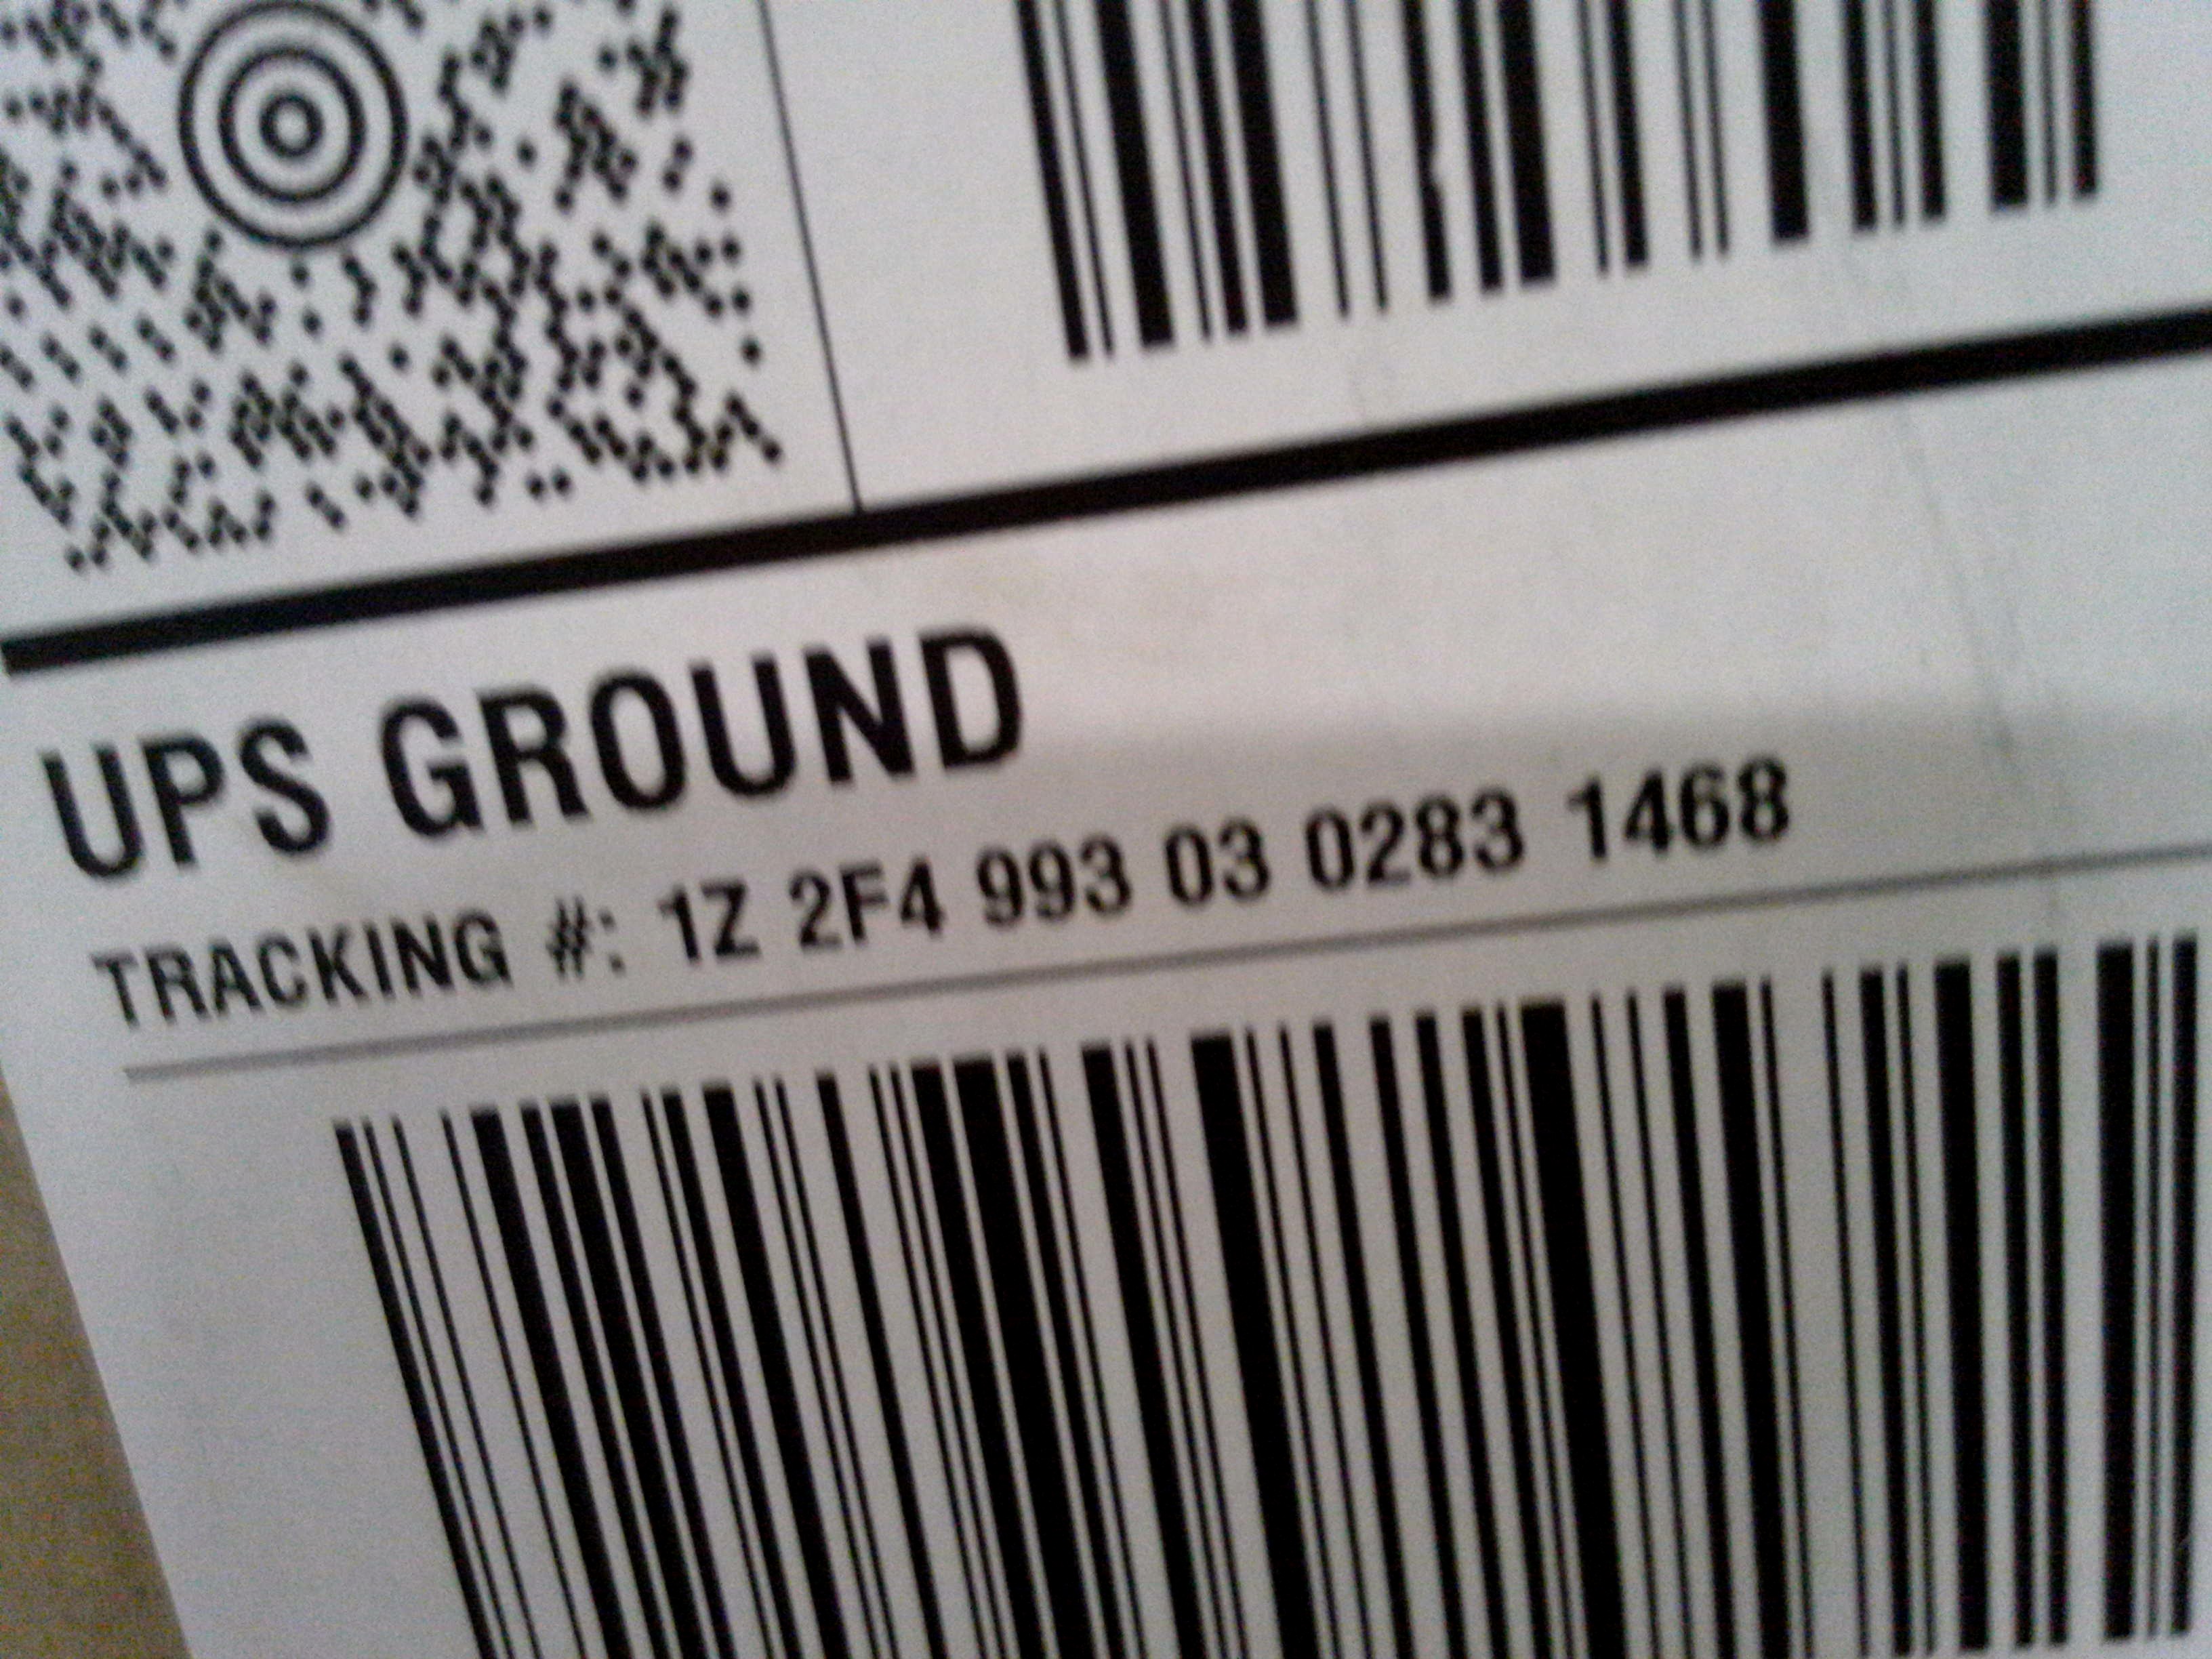 UPS GROUND
TRACKING #: 1Z 2F4 993 03 0283 1468